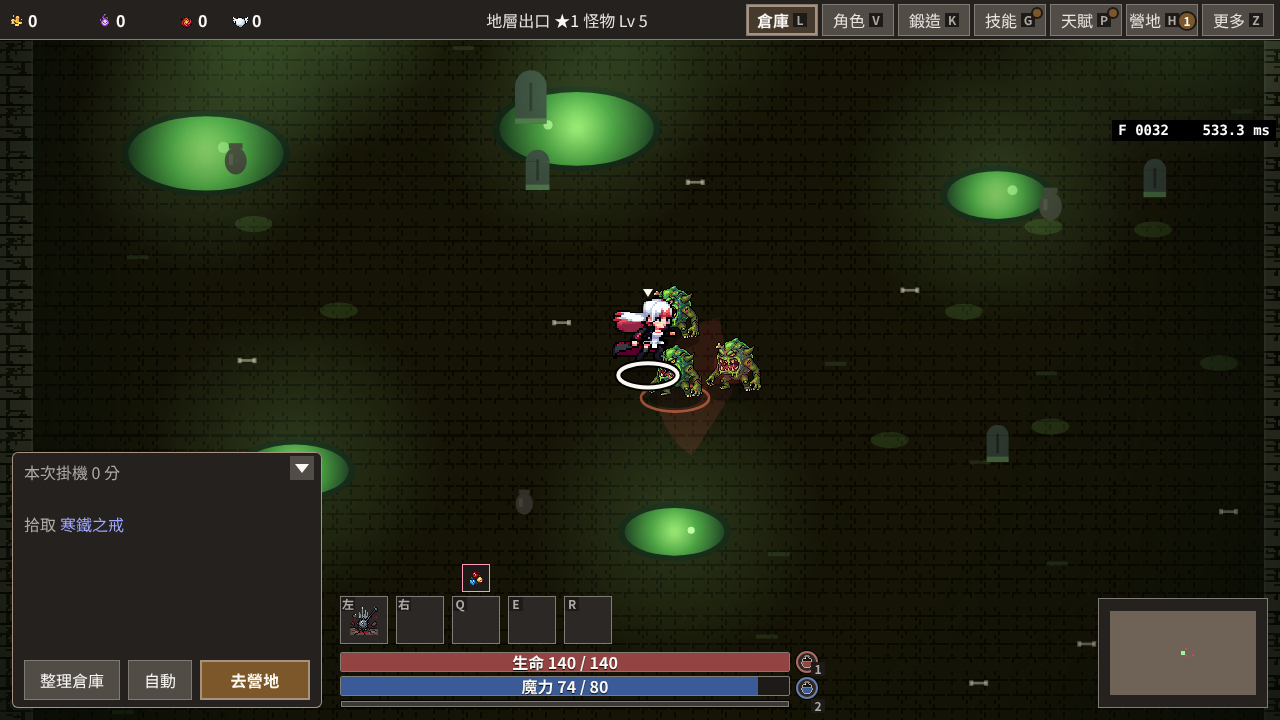 0 0 0 0 地層出口 ★1 怪物 Lv 5 倉庫 L 角色 V 鍛造 K 技能 G 天賦 P 營地 H 1 更多 Z
F 0032 533.3 ms
本次掛機 0 分
拾取 寒鐵之戒
整理倉庫 自動 去營地
左 右 Q E R
生命 140 / 140 1
魔力 74 / 80 2